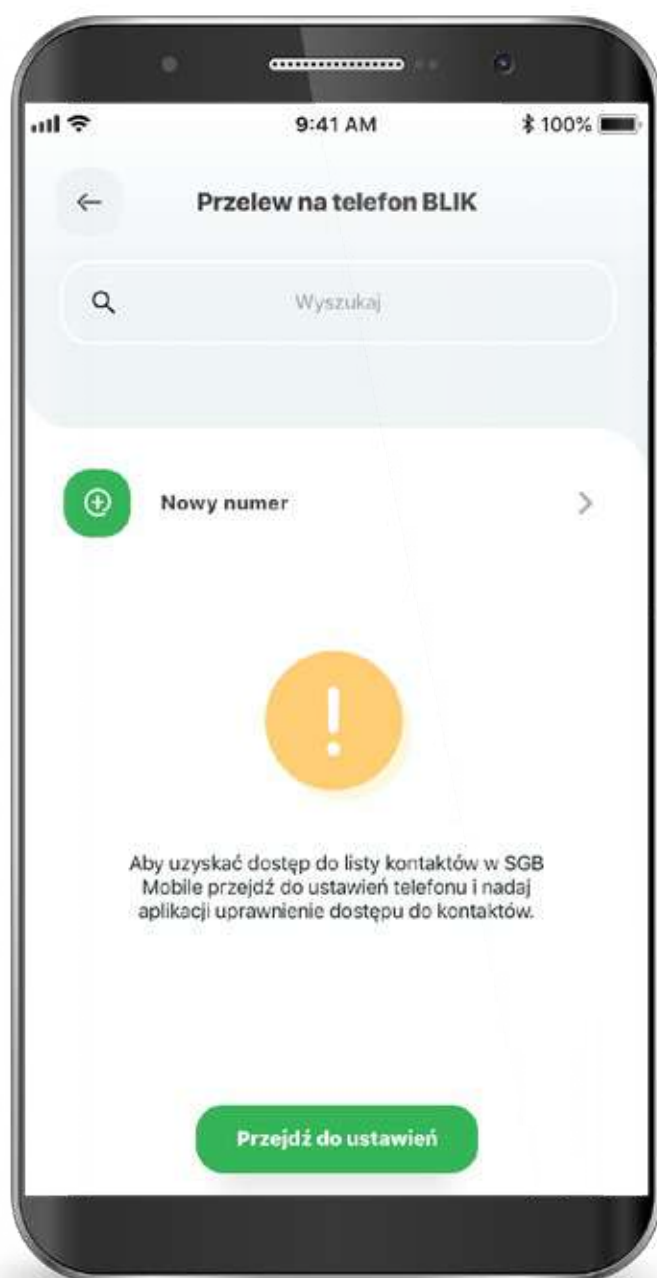 9:41 AM
100%
Przelew na telefon BLIK
Wyszukaj
Nowy numer
Aby uzyskać dostęp do listy kontaktów w SGB
Mobile przejdź do ustawień telefonu i nadaj
aplikacji uprawnienie dostępu do kontaktów.
Przejdź do ustawień